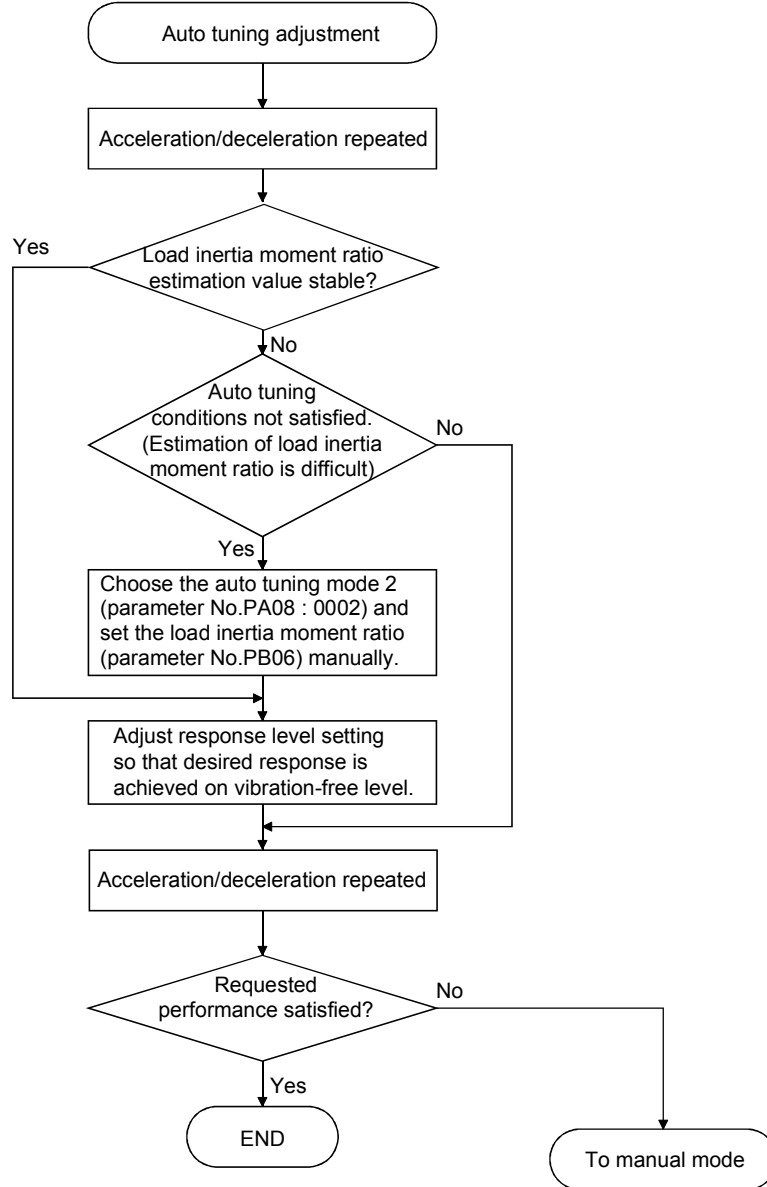 Auto tuning adjustment
Acceleration/deceleration repeated
Yes
Load inertia moment ratio
estimation value stable?
No
Auto tuning
conditions not satisfied.
(Estimation of load inertia
moment ratio is difficult)
No
Yes
Choose the auto tuning mode 2
(parameter No.PA08 : 0002) and
set the load inertia moment ratio
(parameter No.PB06) manually.
Adjust response level setting
so that desired response is
achieved on vibration-free level.
Acceleration/deceleration repeated
Requested
performance satisfied?
No
Yes
END
To manual mode